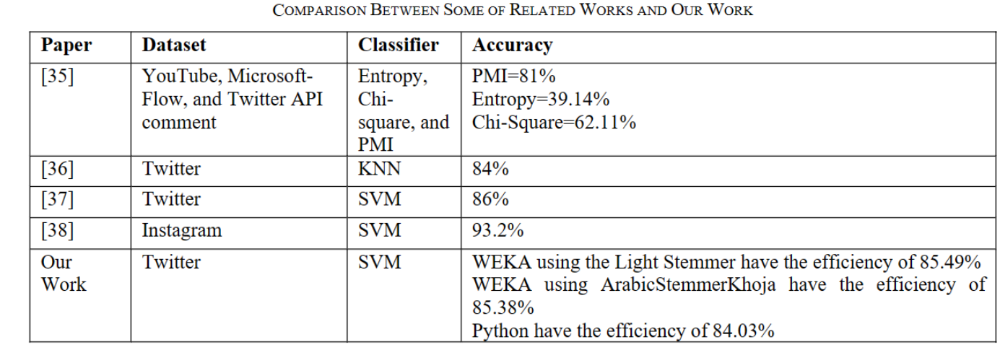 COMPARISON BETWEEN SOME OF RELATED WORKS AND OUR WORK
Paper Dataset Classifier Accuracy
[35] YouTube, Microsoft-Flow, and Twitter API comment Entropy, Chi-square, and PMI PMI=81%
Entropy=39.14%
Chi-Square=62.11%
[36] Twitter KNN 84%
[37] Twitter SVM 86%
[38] Instagram SVM 93.2%
Our Work Twitter SVM WEKA using the Light Stemmer have the efficiency of 85.49%
WEKA using ArabicStemmerKhoja have the efficiency of 85.38%
Python have the efficiency of 84.03%